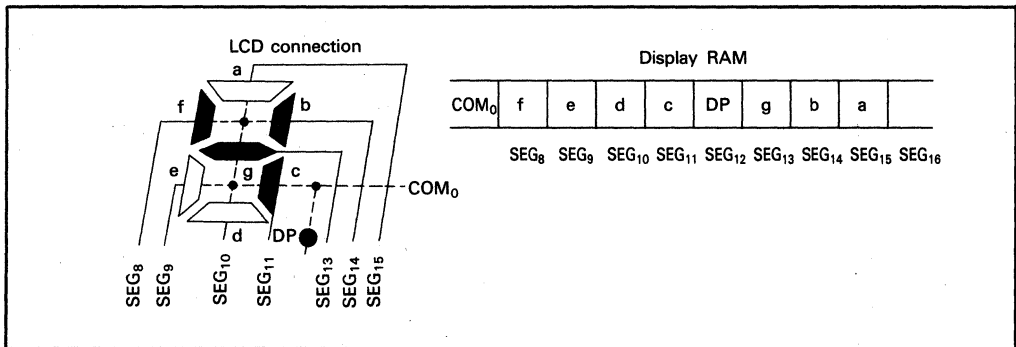 LCD connection
a
f
b
e
g
c
COM₀
d
DP
SEG₈
SEG₉
SEG₁₀
SEG₁₁
SEG₁₃
SEG₁₄
SEG₁₅
Display RAM
COM₀ f e d c DP g b a
SEG₈ SEG₉ SEG₁₀ SEG₁₁ SEG₁₂ SEG₁₃ SEG₁₄ SEG₁₅ SEG₁₆